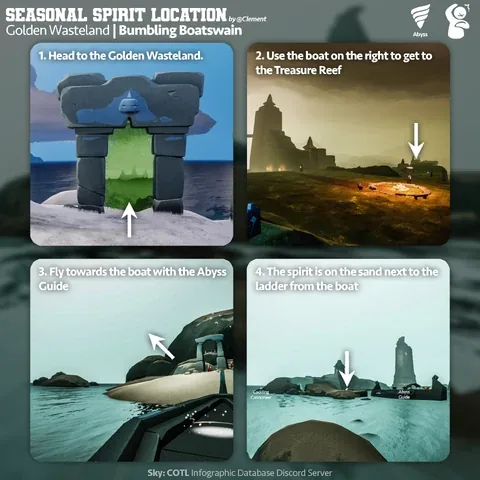 SEASONAL SPIRIT LOCATION by @Clement
Golden Wasteland | Bumbling Boatswain
Abyss
1. Head to the Golden Wasteland.
2. Use the boat on the right to get to
the Treasure Reef
3. Fly towards the boat with the Abyss
Guide
4. The spirit is on the sand next to the
ladder from the boat
Abyss
Guide
Sky: COTL Infographic Database Discord Server